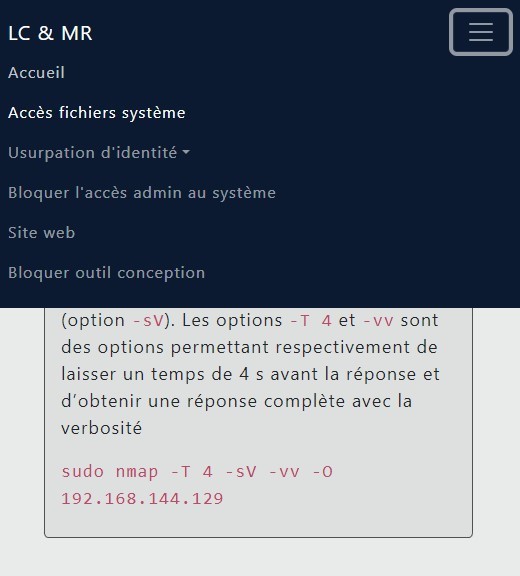 LC & MR
Accueil
Accès fichiers système
Usurpation d'identité
Bloquer l'accès admin au système
Site web
Bloquer outil conception
(option -sV). Les options -T 4 et -vv sont
des options permettant respectivement de
laisser un temps de 4 s avant la réponse et
d’obtenir une réponse complète avec la
verbosité
sudo nmap -T 4 -sV -vv -O
192.168.144.129